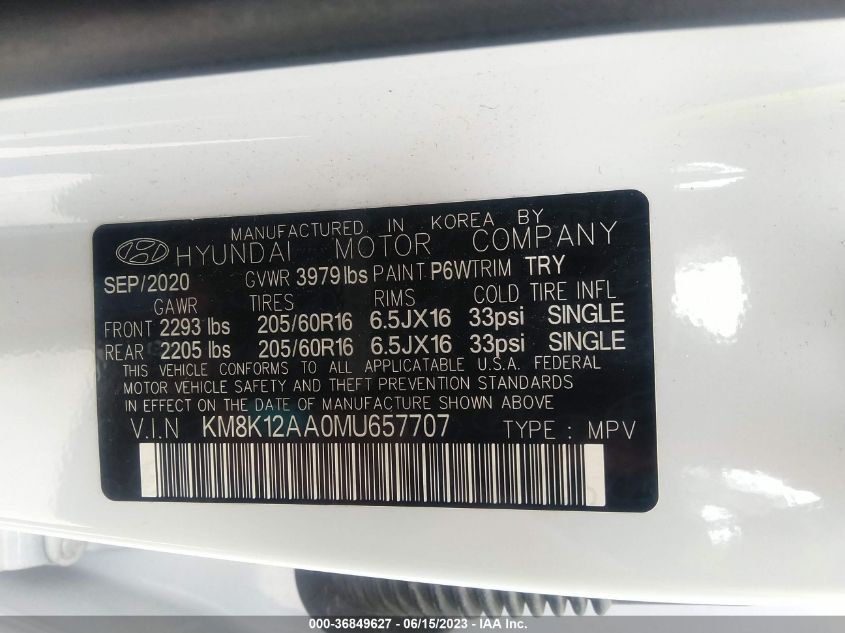 MANUFACTURED IN KOREA BY
HYUNDAI MOTOR COMPANY
SEP/2020 GVWR 3979lbs PAINT P6W TRIM TRY
GAWR TIRES RIMS COLD TIRE INFL
FRONT 2293 lbs 205/60R16 6.5JX16 33psi SINGLE
REAR 2205 lbs 205/60R16 6.5JX16 33psi SINGLE
THIS VEHICLE CONFORMS TO ALL APPLICATABLE U.S.A. FEDERAL
MOTOR VEHICLE SAFETY AND THEFT PREVENTION STANDARDS
IN EFFECT ON THE DATE OF MANUFACTURE SHOWN ABOVE.
V.I.N KM8K12AA0MU657707 TYPE : MPV
000 - 36849627 - 06/15/2023 - IAA Inc.